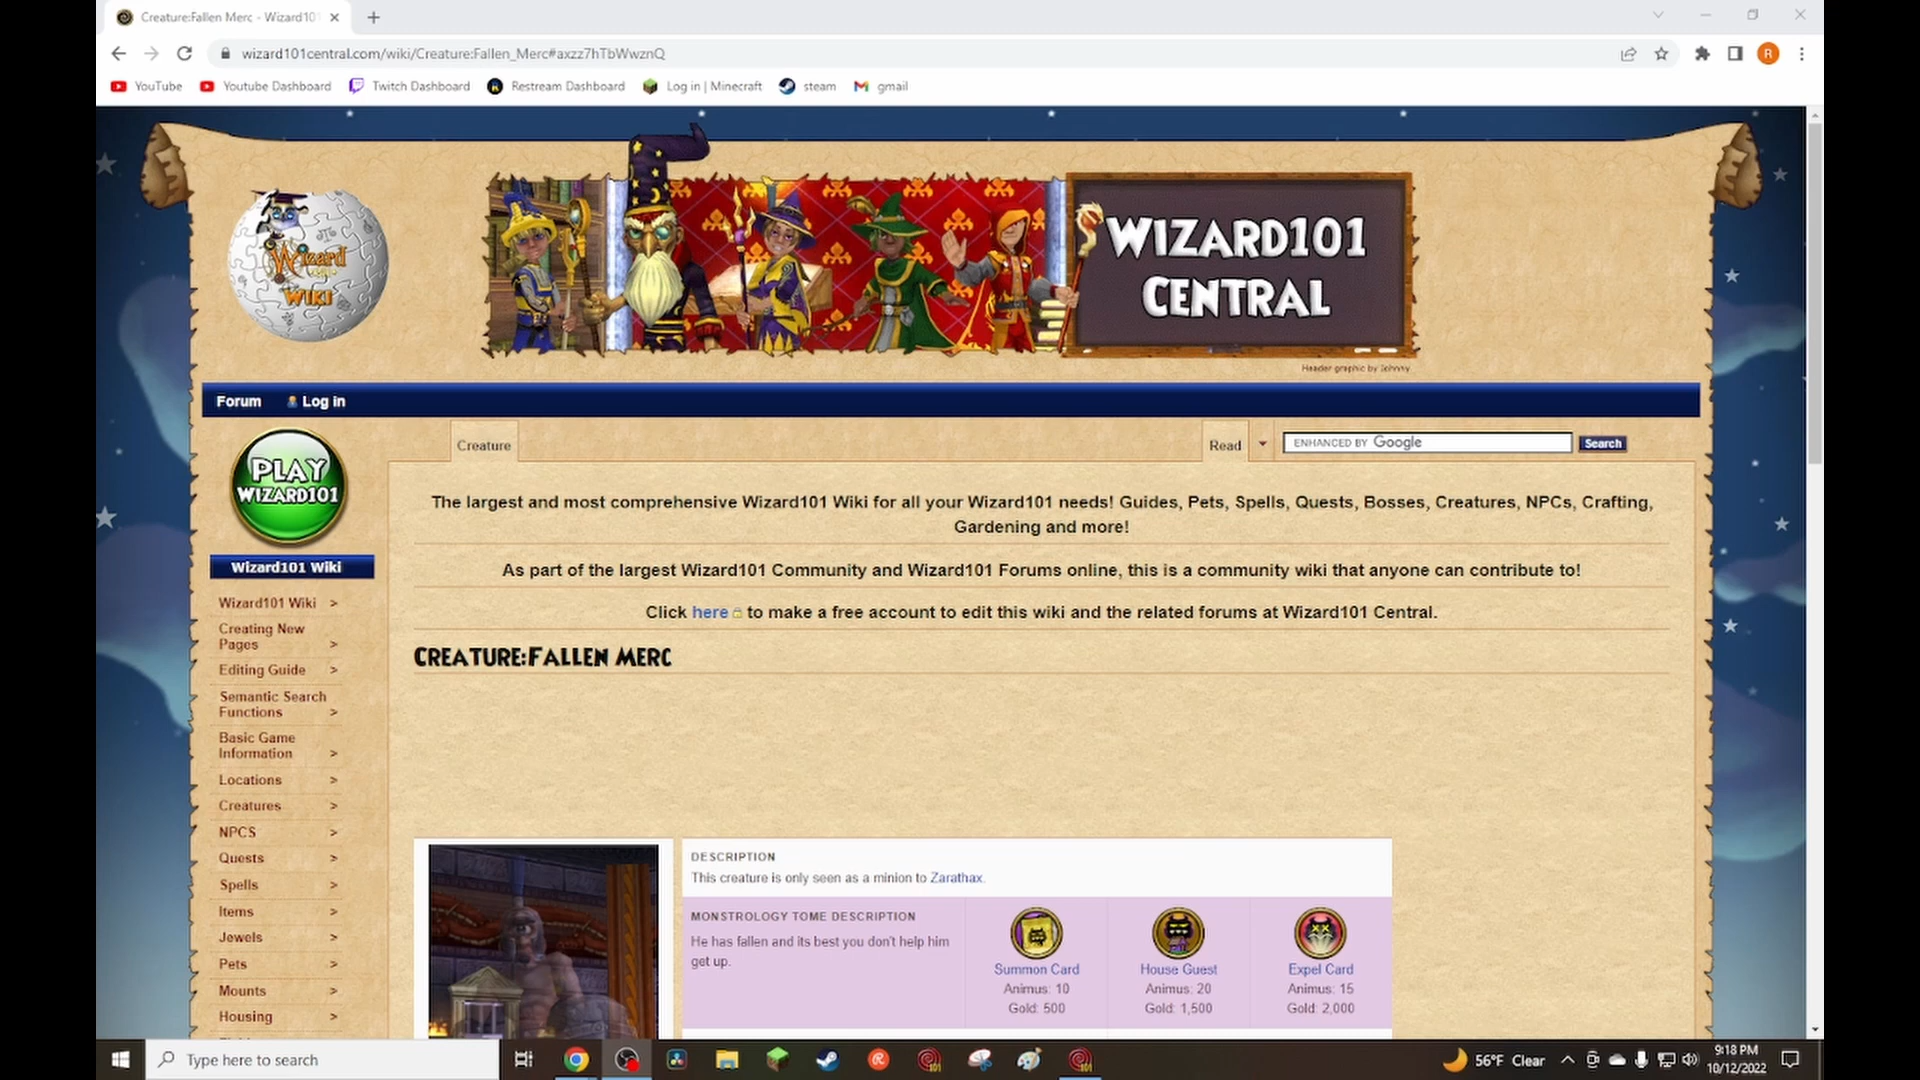 Creature:Fallen Merc - Wizard10
wizard101central.com/wiki/Creature:Fallen_Merc#axzz7hTbWwznQ
R
YouTube
Youtube Dashboard
Twitch Dashboard
Restream Dashboard
Log in | Minecraft
steam
gmail
Wizard
WIKI
WIZARD101
CENTRAL
Header graphic by Johnny
Forum
Log in
PLAY
WIZARD101
Creature
Read
ENHANCED BY Google
Search
The largest and most comprehensive Wizard101 Wiki for all your Wizard101 needs! Guides, Pets, Spells, Quests, Bosses, Creatures, NPCs, Crafting,
Gardening and more!
As part of the largest Wizard101 Community and Wizard101 Forums online, this is a community wiki that anyone can contribute to!
Click here to make a free account to edit this wiki and the related forums at Wizard101 Central.
CREATURE:FALLEN MERC
Wizard101 Wiki
Wizard101 Wiki >
Creating New
Pages >
Editing Guide >
Semantic Search
Functions >
Basic Game
Information >
Locations >
Creatures >
NPCS >
Quests >
Spells >
Items >
Jewels >
Pets >
Mounts >
Housing >
DESCRIPTION
This creature is only seen as a minion to Zarathax.
MONSTROLOGY TOME DESCRIPTION
He has fallen and its best you don't help him
get up.
Summon Card
Animus: 10
Gold: 500
House Guest
Animus: 20
Gold: 1,500
Expel Card
Animus: 15
Gold: 2,000
Type here to search
56°F Clear
9:18 PM
10/12/2022